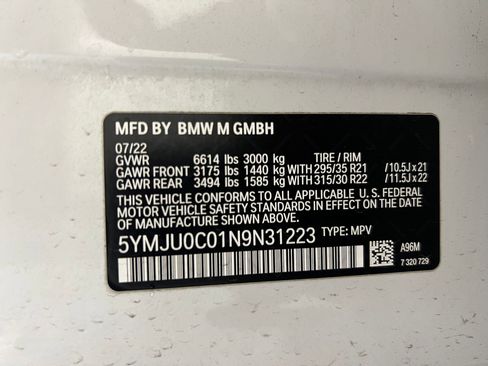 MFD BY BMW M GMBH
07/22
GVWR 6614 lbs 3000 kg TIRE / RIM
GAWR FRONT 3175 lbs 1440 kg WITH 295/35 R21 / 10.5J x 21
GAWR REAR 3494 lbs 1585 kg WITH 315/30 R22 / 11.5J x 22
THIS VEHICLE CONFORMS TO ALL APPLICABLE U. S. FEDERAL
MOTOR VEHICLE SAFETY STANDARDS IN EFFECT ON THE
DATE OF MANUFACTURE SHOWN ABOVE.
5YMJU0C01N9N31223 TYPE: MPV
A96M
7 320 729